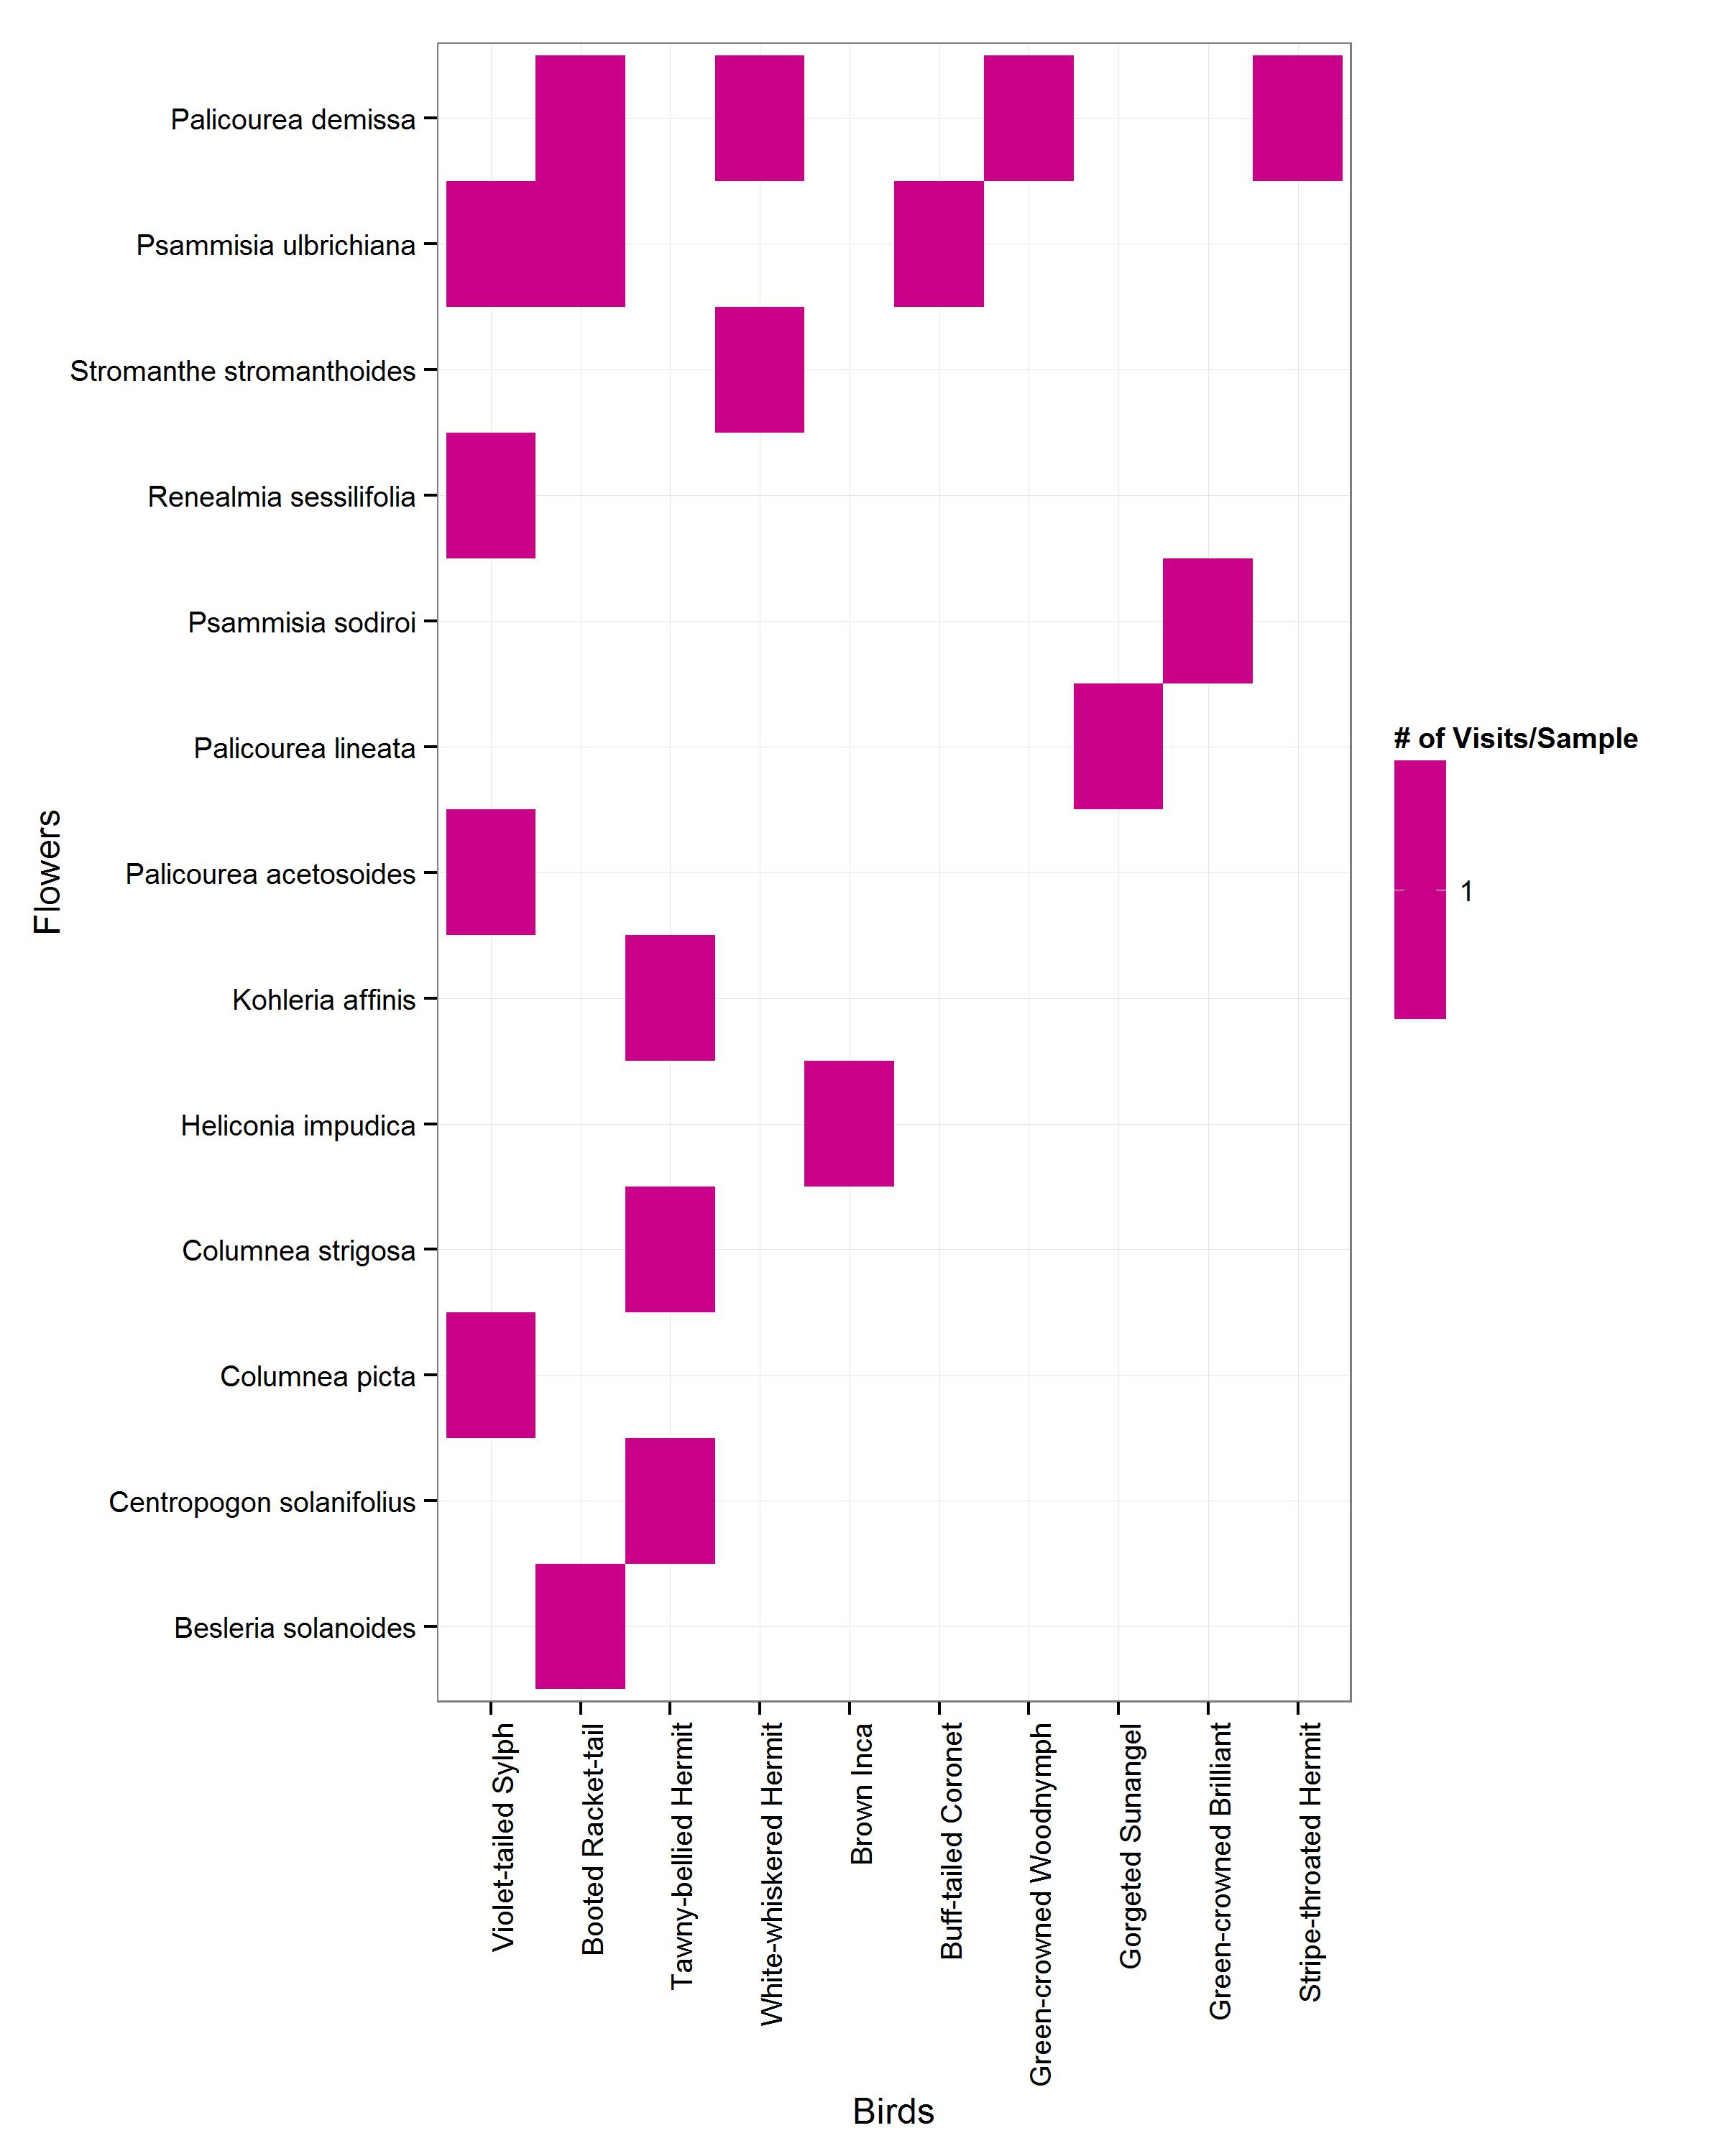 Palicourea demissa
Psammisia ulbrichiana
Stromanthe stromanthoides
Renealmia sessilifolia
Psammisia sodiroi
Palicourea lineata
Palicourea acetosoides
Kohleria affinis
Heliconia impudica
Columnea strigosa
Columnea picta
Centropogon solanifolius
Besleria solanoides
Flowers
# of Visits/Sample
1
Violet-tailed Sylph
Booted Racket-tail
Tawny-bellied Hermit
White-whiskered Hermit
Brown Inca
Buff-tailed Coronet
Green-crowned Woodnymph
Gorgeted Sunangel
Green-crowned Brilliant
Stripe-throated Hermit
Birds